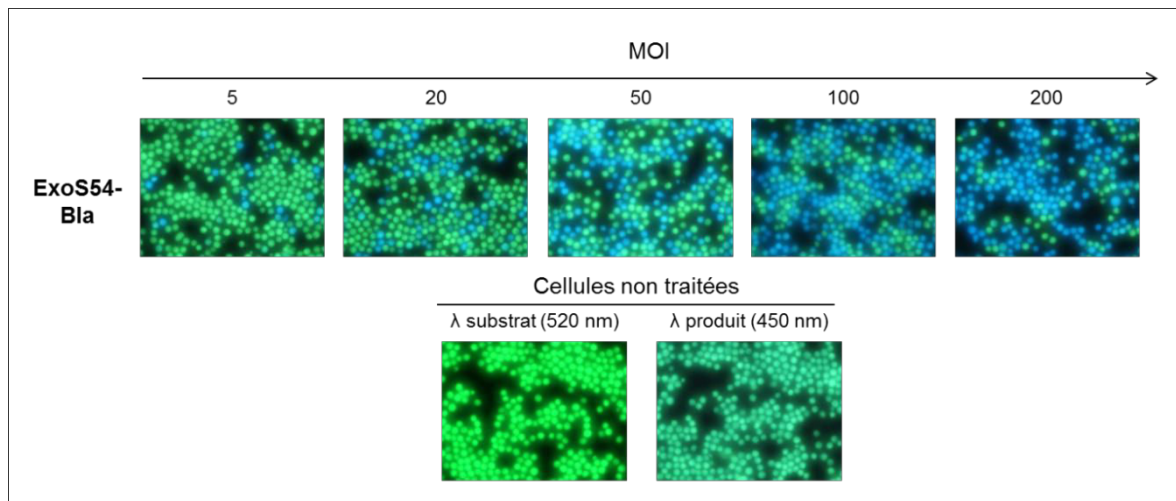 MOI
5 20 50 100 200
ExoS54-
Bla
Cellules non traitées
λ substrat (520 nm) λ produit (450 nm)